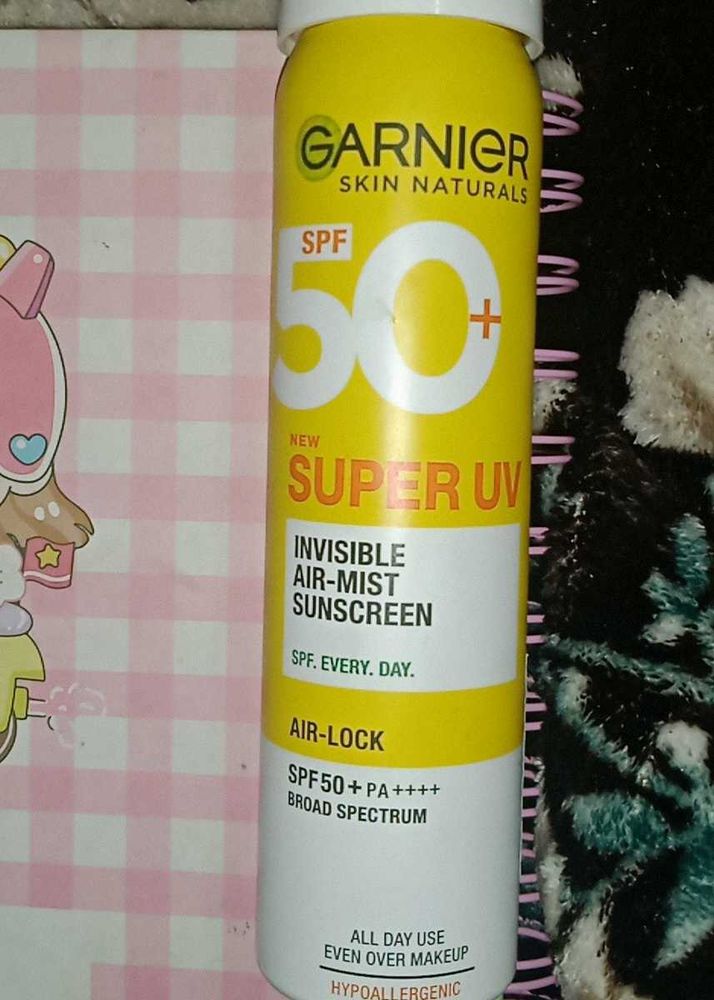 GARNIER
SKIN NATURALS
SPF
50+
NEW
SUPER UV
INVISIBLE
AIR-MIST
SUNSCREEN
SPF. EVERY. DAY.
AIR-LOCK
SPF50+ PA++++
BROAD SPECTRUM
ALL DAY USE
EVEN OVER MAKEUP
HYPOALLERGENIC